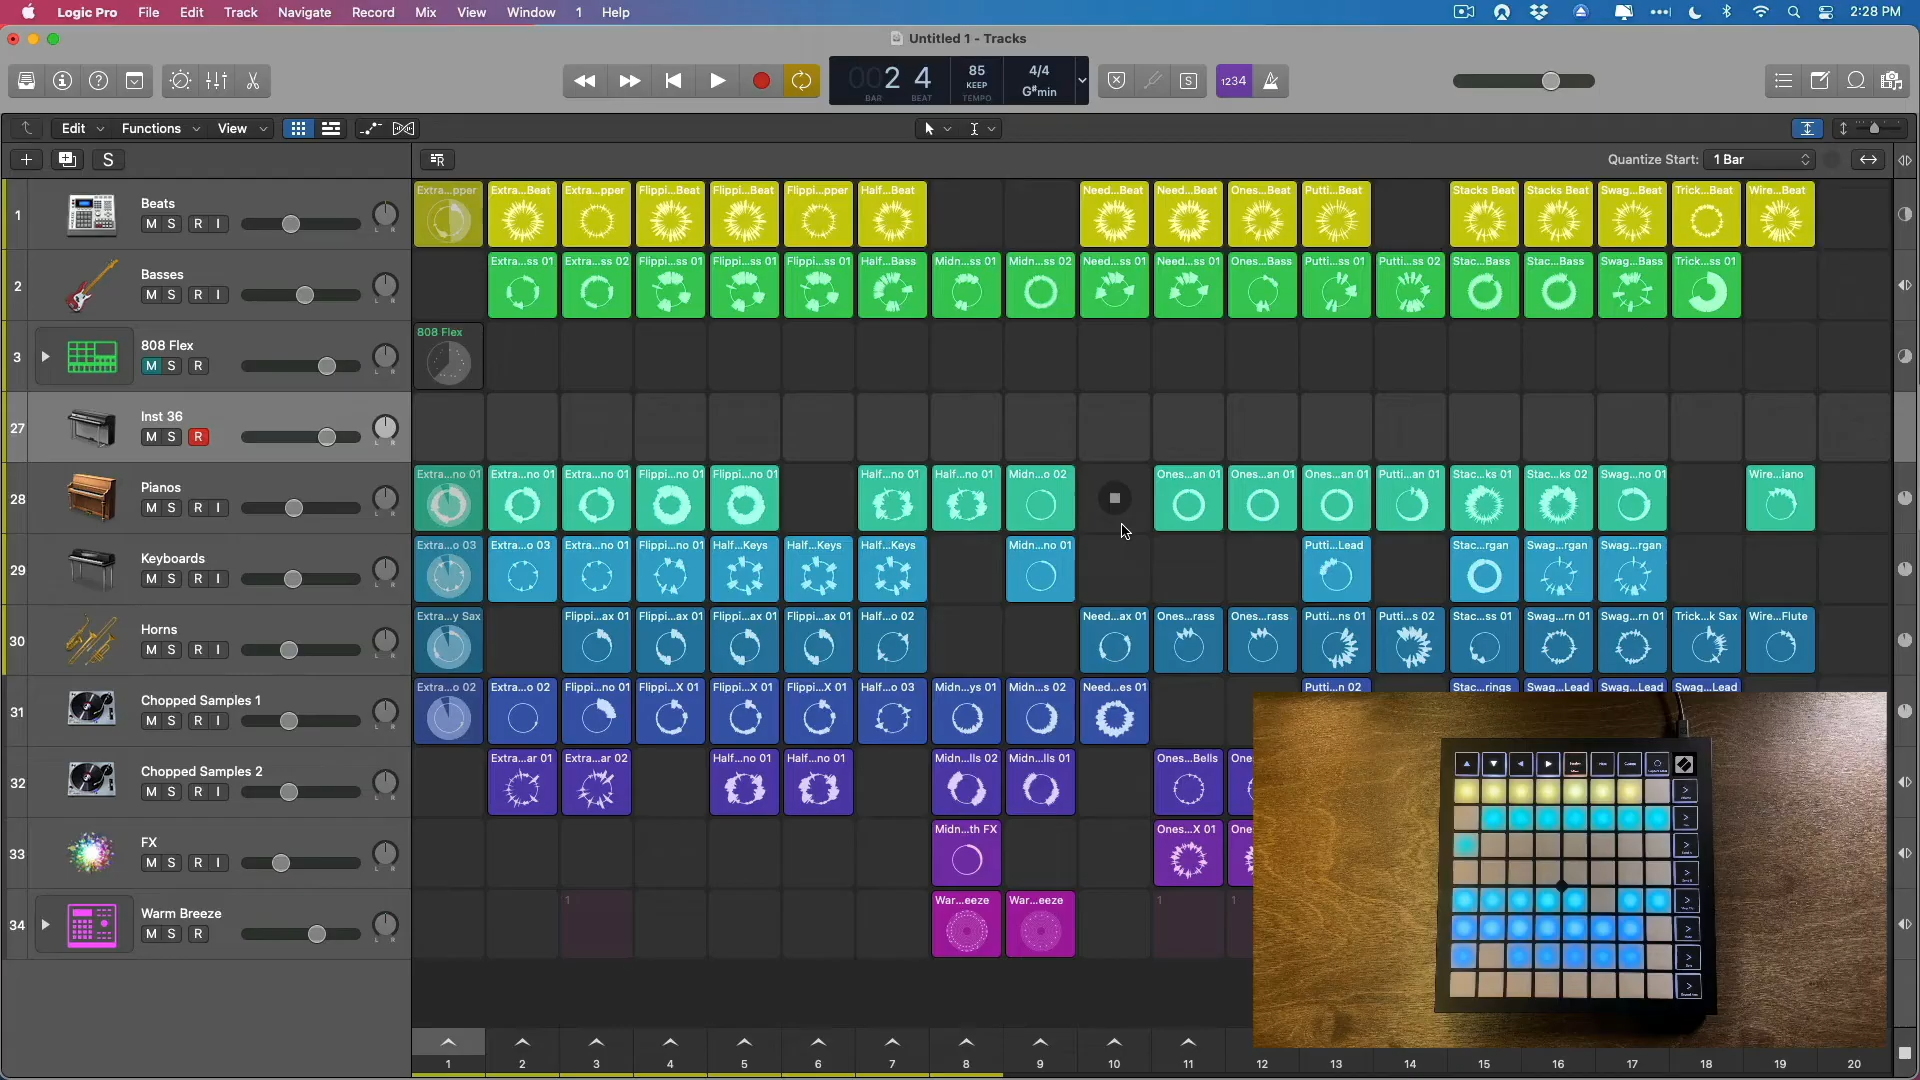 Logic Pro File Edit Track Navigate Record Mix View Window 1 Help 2:28 PM
Untitled 1 - Tracks
002 4 85 4/4 1234
KEEP G#min
BAR BEAT TEMPO
Edit Functions View
S Quantize Start: 1 Bar
Extra...pper Extra...Beat Extra...pper Flippi...Beat Flippi...Beat Flippi...pper Half...Beat Need...Beat Need...Beat Ones...Beat Putti...Beat Stacks Beat Stacks Beat Swag...Beat Trick...Beat Wire...Beat
1 Beats
M S R I
Extra...ss 01 Extra...ss 02 Flippi...ss 01 Flippi...ss 01 Flippi...ss 01 Half...Bass Midn...ss 01 Midn...ss 02 Need...ss 01 Need...ss 01 Ones...Bass Putti...ss 01 Putti...ss 02 Stac...Bass Stac...Bass Swag...Bass Trick...ss 01
2 Basses
M S R I
808 Flex
3 808 Flex
M S R
27 Inst 36
M S R
Extra...no 01 Extra...no 01 Extra...no 01 Flippi...no 01 Flippi...no 01 Half...no 01 Half...no 01 Midn...o 02 Ones...an 01 Ones...an 01 Ones...an 01 Putti...an 01 Stac...ks 01 Stac...ks 02 Swag...no 01 Wire...iano
28 Pianos
M S R I
Extra...o 03 Extra...o 03 Extra...no 01 Flippi...no 01 Half...Keys Half...Keys Half...Keys Midn...no 01 Putti...Lead Stac...rgan Swag...rgan Swag...rgan
29 Keyboards
M S R I
Extra...y Sax Flippi...ax 01 Flippi...ax 01 Flippi...ax 01 Flippi...ax 01 Half...o 02 Need...ax 01 Ones...rass Ones...rass Putti...ns 01 Putti...s 02 Stac...ss 01 Swag...rn 01 Swag...rn 01 Trick...k Sax Wire...Flute
30 Horns
M S R I
Extra...o 02 Extra...o 02 Flippi...no 01 Flippi...X 01 Flippi...X 01 Flippi...X 01 Half...o 03 Midn...ys 01 Midn...s 02 Need...es 01 Putti...n 02 Stac...rings Swag...Lead Swag...Lead Swag...Lead
31 Chopped Samples 1
M S R I
Extra...ar 01 Extra...ar 02 Half...no 01 Half...no 01 Midn...lls 02 Midn...lls 01 Ones...Bells
32 Chopped Samples 2
M S R I
Midn...th FX Ones...X 01 One
33 FX
M S R I
1 War...eeze War...eeze 1 1
34 Warm Breeze
M S R
1 2 3 4 5 6 7 8 9 10 11 12 13 14 15 16 17 18 19 20